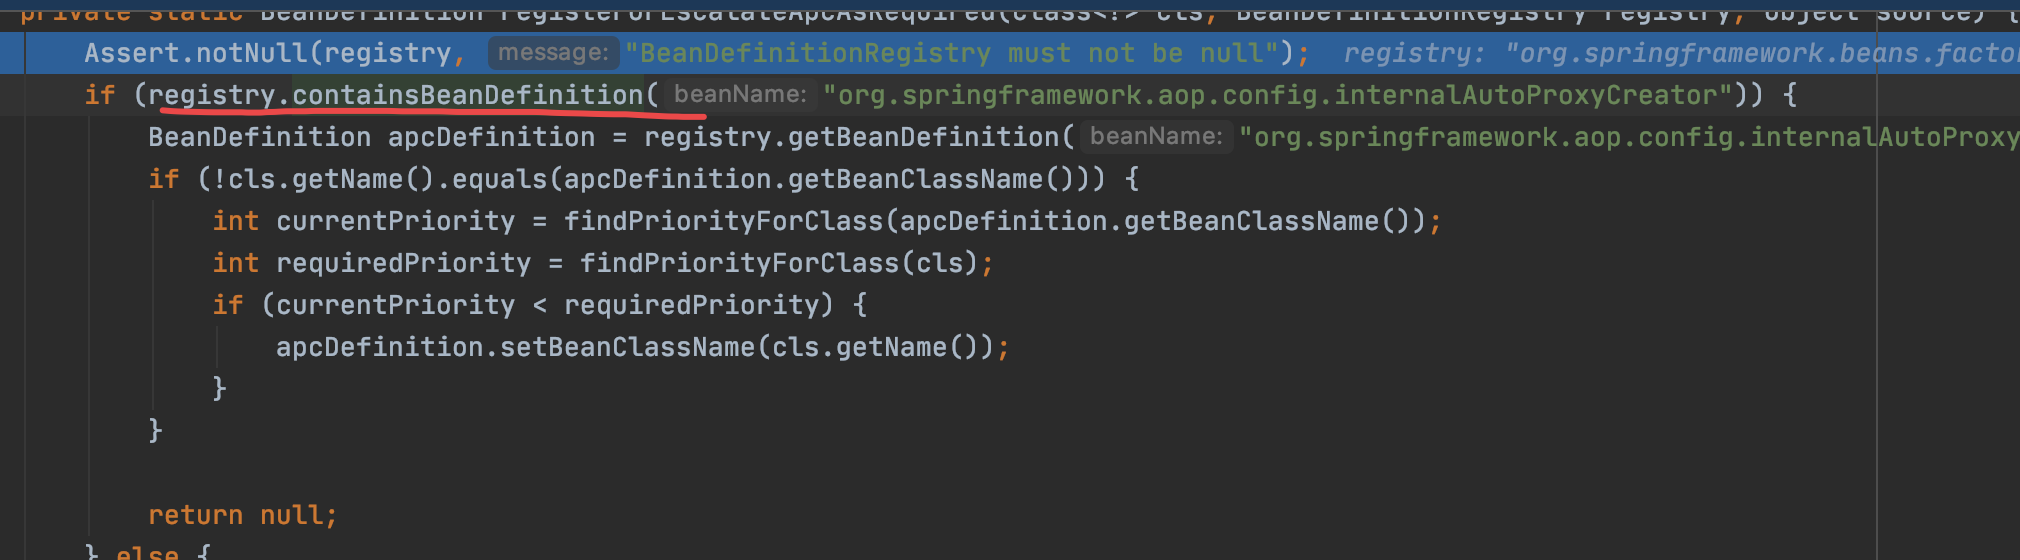 private static BeanDefinition registerOrEscalateApcAsRequired(Class<?> cls, BeanDefinitionRegistry registry, Object source) {
Assert.notNull(registry, message: "BeanDefinitionRegistry must not be null"); registry: "org.springframework.beans.facto
if (registry.containsBeanDefinition( beanName: "org.springframework.aop.config.internalAutoProxyCreator")) {
BeanDefinition apcDefinition = registry.getBeanDefinition( beanName: "org.springframework.aop.config.internalAutoProxy
if (!cls.getName().equals(apcDefinition.getBeanClassName())) {
int currentPriority = findPriorityForClass(apcDefinition.getBeanClassName());
int requiredPriority = findPriorityForClass(cls);
if (currentPriority < requiredPriority) {
apcDefinition.setBeanClassName(cls.getName());
}
}
return null;
} else {